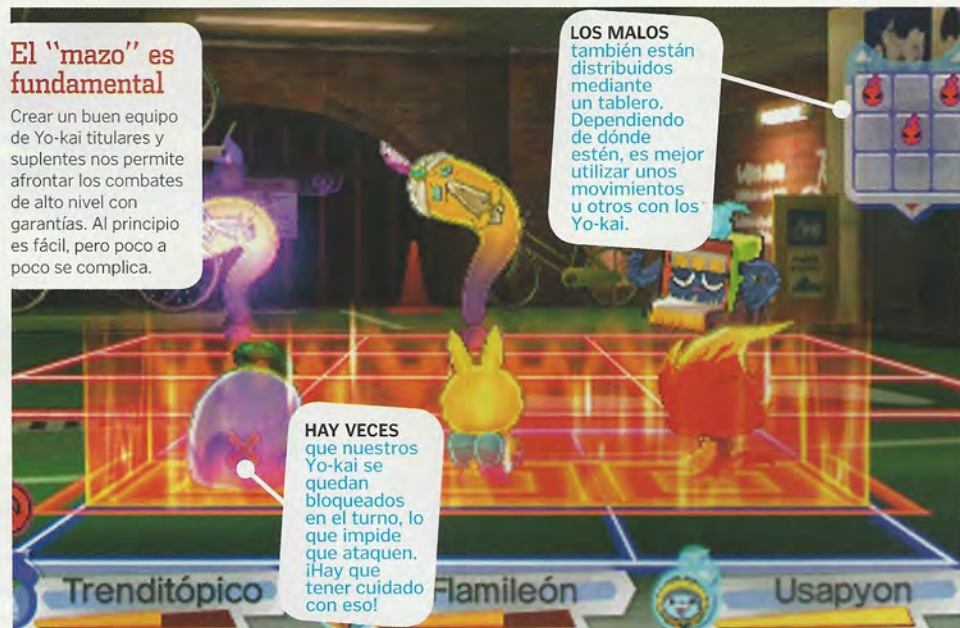 El "mazo" es
fundamental
Crear un buen equipo
de Yo-kai titulares y
suplentes nos permite
afrontar los combates
de alto nivel con
garantías. Al principio
es fácil, pero poco a
poco se complica.
LOS MALOS
también están
distribuidos
mediante
un tablero.
Dependiendo
de dónde
estén, es mejor
utilizar unos
movimientos
u otros con los
Yo-kai.
HAY VECES
que nuestros
Yo-kai se
quedan
bloqueados
en el turno, lo
que impide
que ataquen.
¡Hay que
tener cuidado
con eso!
Trenditópico
Flamileón
Usapyon